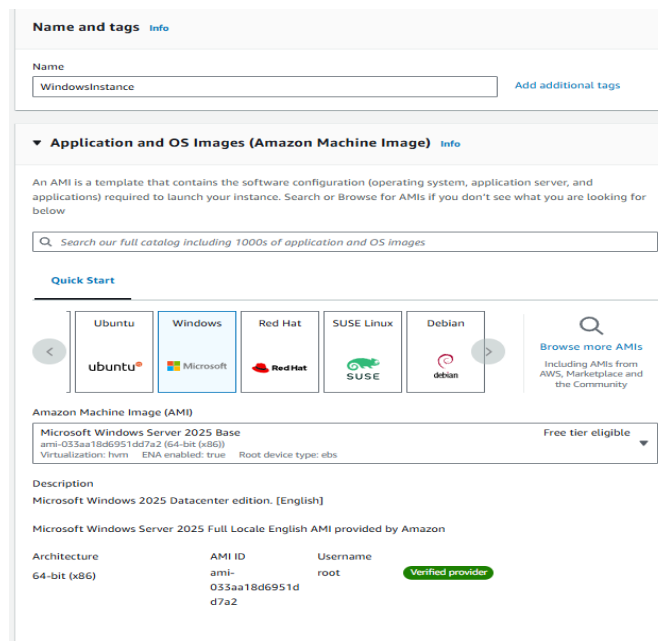 Name and tags Info
Name
WindowsInstance
Add additional tags
Application and OS Images (Amazon Machine Image) Info
An AMI is a template that contains the software configuration (operating system, application server, and
applications) required to launch your instance. Search or Browse for AMIs if you don't see what you are looking for
below
Search our full catalog including 1000s of application and OS images
Quick Start
Ubuntu
ubuntu
Windows
Microsoft
Red Hat
Red Hat
SUSE Linux
SUSE
Debian
debian
Browse more AMIs
Including AMIs from
AWS, Marketplace and
the Community
Amazon Machine Image (AMI)
Microsoft Windows Server 2025 Base
Free tier eligible
ami-033aa18d6951dd7a2 (64-bit (x86))
Virtualization: hvm ENA enabled: true Root device type: ebs
Description
Microsoft Windows 2025 Datacenter edition. [English]
Microsoft Windows Server 2025 Full Locale English AMI provided by Amazon
Architecture
64-bit (x86)
AMI ID
ami-
033aa18d6951d
d7a2
Username
root
Verified provider